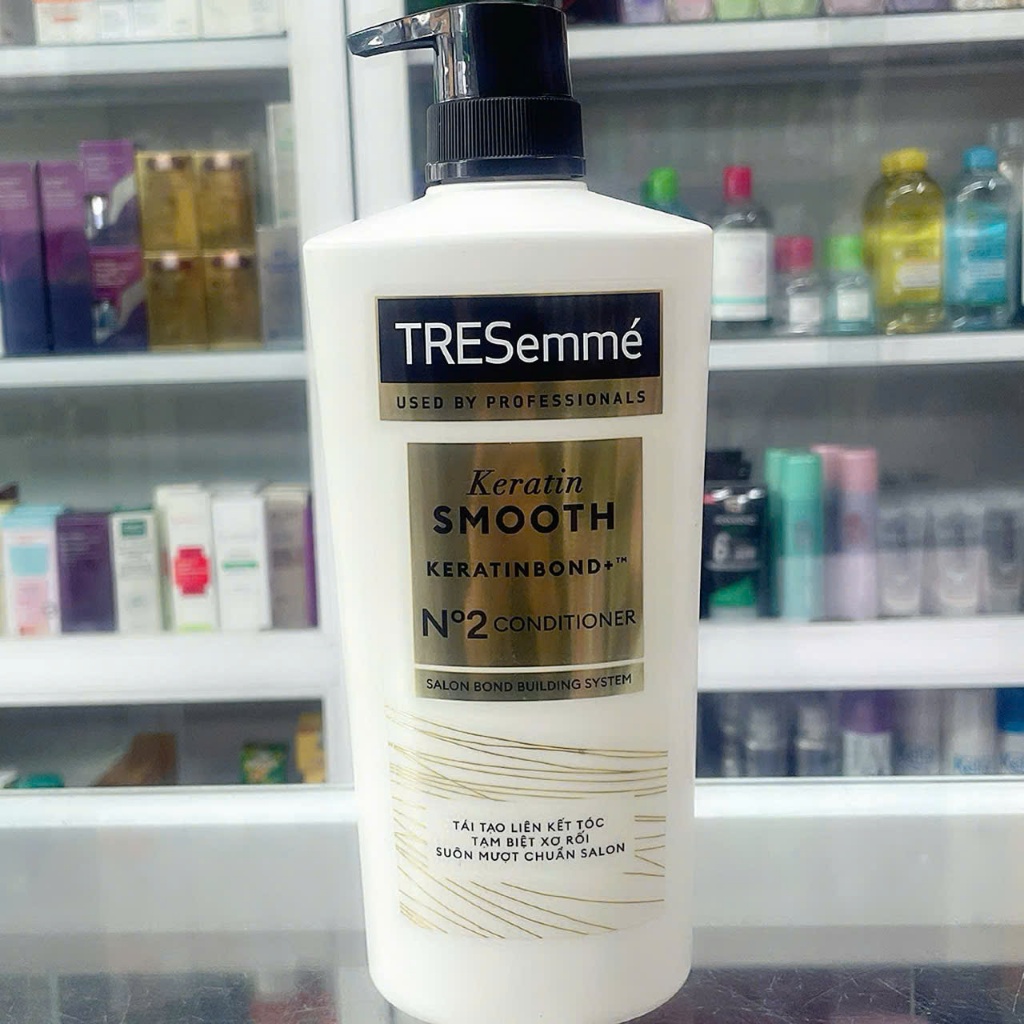 TRESemmé
USED BY PROFESSIONALS
Keratin
SMOOTH
KERATINBOND+™
Nº2 CONDITIONER
SALON BOND BUILDING SYSTEM
TÁI TẠO LIÊN KẾT TÓC
TẠM BIỆT XƠ RỐI
SUÔN MƯỢT CHUẨN SALON